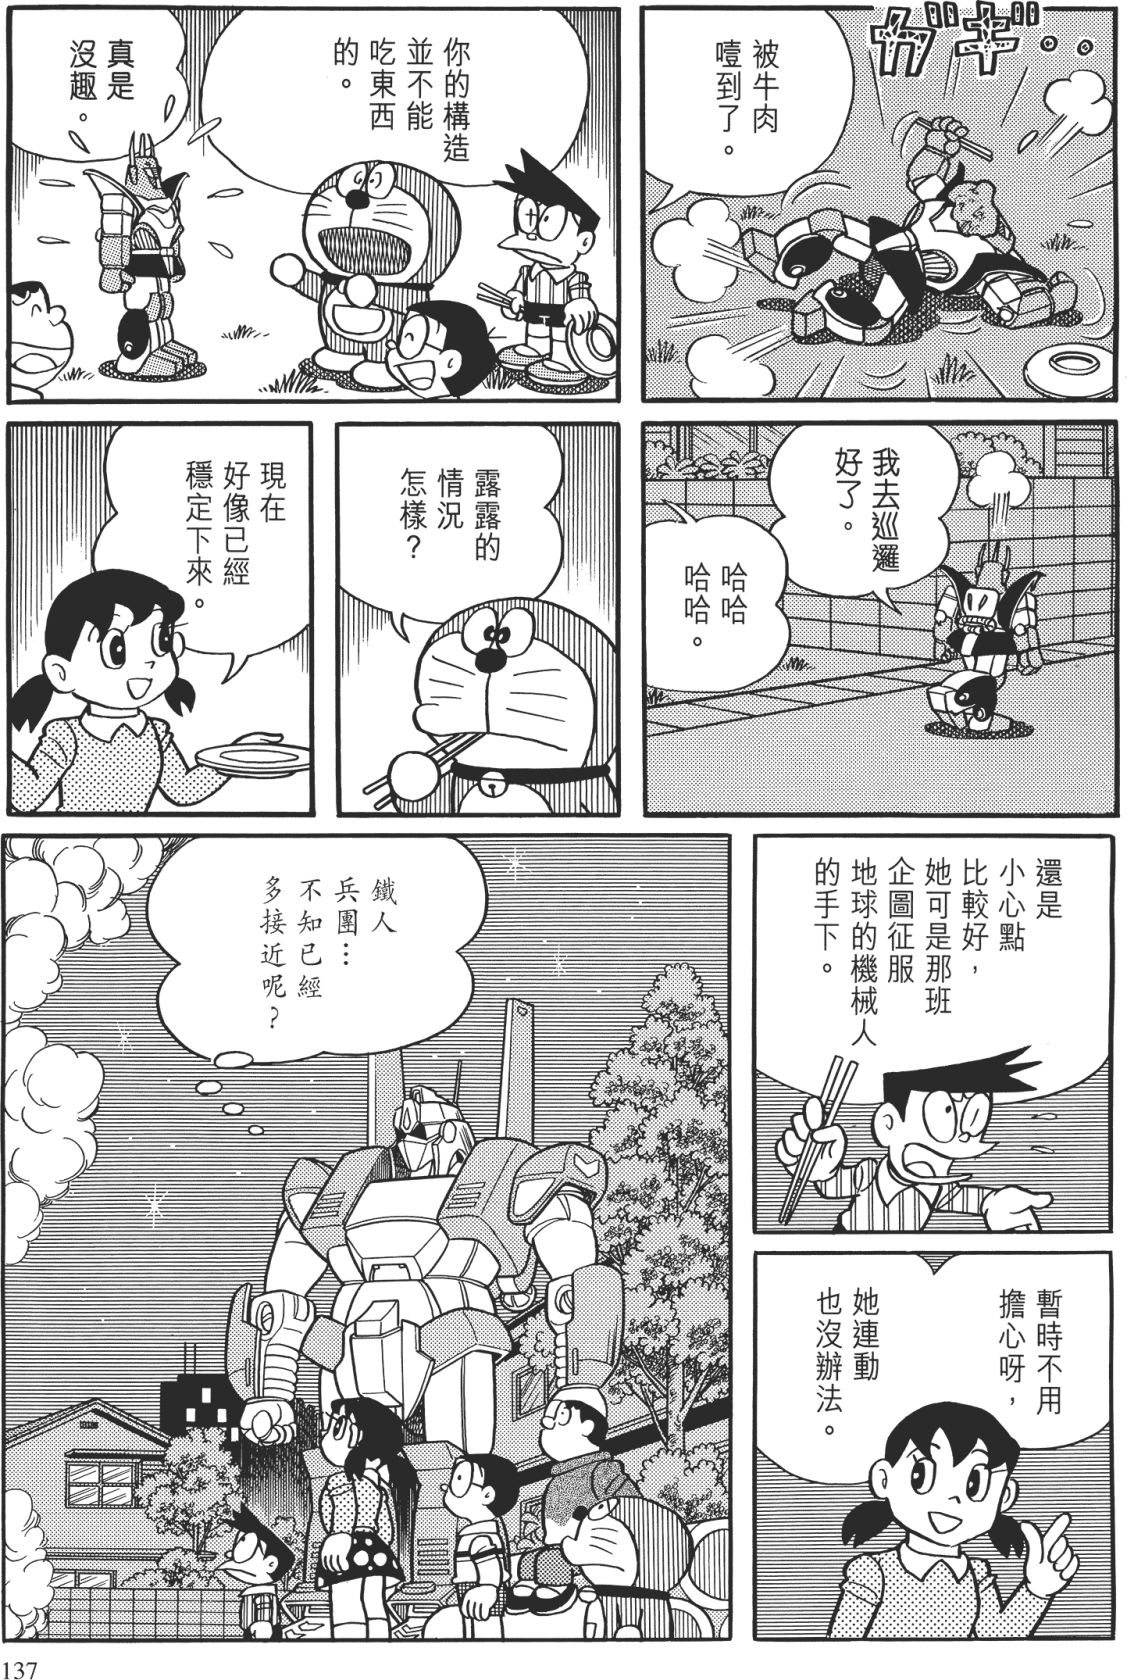 ガギ・・
被牛肉
噎到了。
你的構造
並不能
吃東西
的。
真是
沒趣。
我去巡邏
好了。
哈哈
哈哈。
露露的
情況
怎樣?
現在
好像已經
穩定下來。
還是
小心點
比較好,
她可是那班
企圖征服
地球的機械人
的手下。
暫時不用
擔心呀,
她連動
也沒辦法。
鐵人
兵團…
不知已經
多接近呢?
137